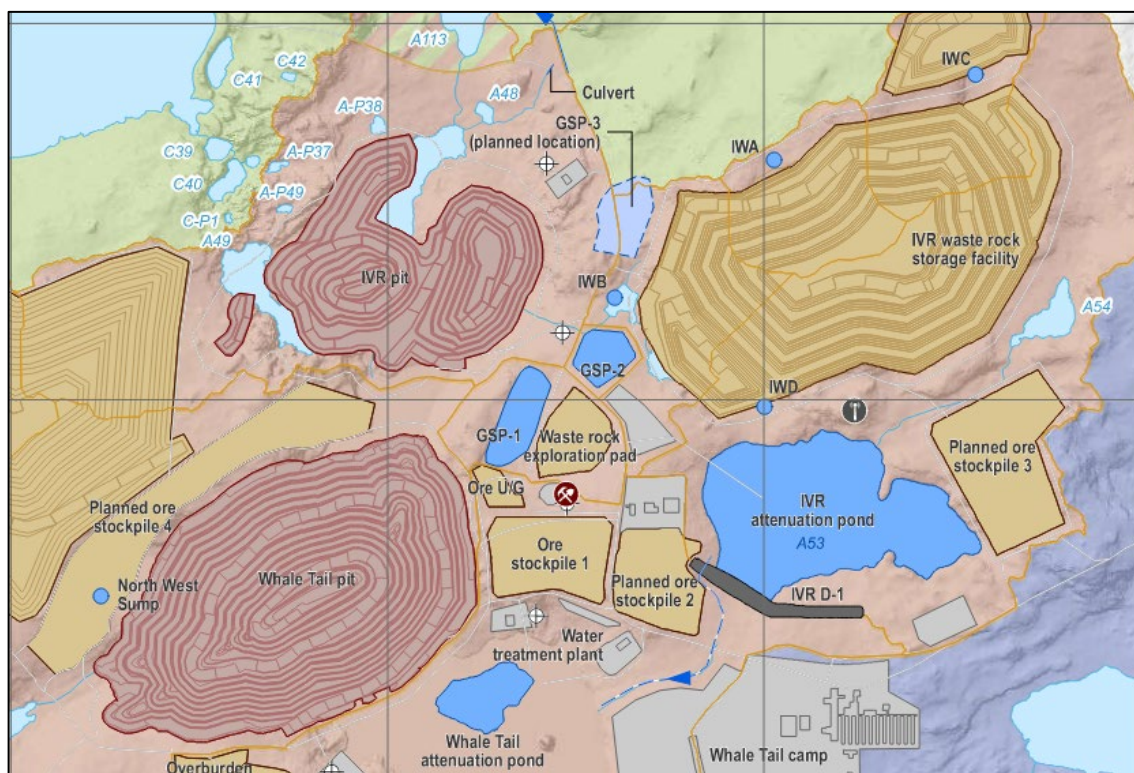 A113
C42
C41
IWC
A-P38
A48
Culvert
GSP-3
(planned location)
IWA
C39
A-P37
C40
A-P49
C-P1
A49
IVR pit
IVR waste rock
storage facility
IWB
A54
GSP-2
IWD
GSP-1
Waste rock
exploration pad
Planned ore
stockpile 3
Ore U/G
IVR
attenuation pond
A53
Planned ore
stockpile 4
Ore
stockpile 1
Whale Tail pit
Planned ore
stockpile 2
North West
Sump
IVR D-1
Water
treatment plant
Whale Tail
attenuation pond
Whale Tail camp
Overburden